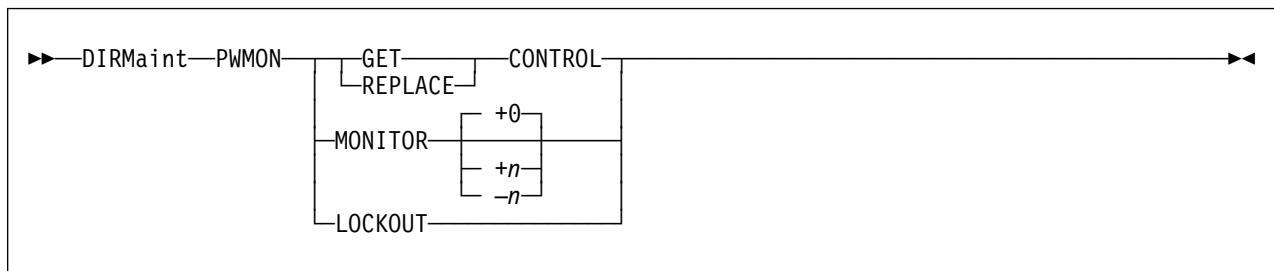 DIRMaint PWMON GET CONTROL
REPLACE
+0
MONITOR
+n
–n
LOCKOUT